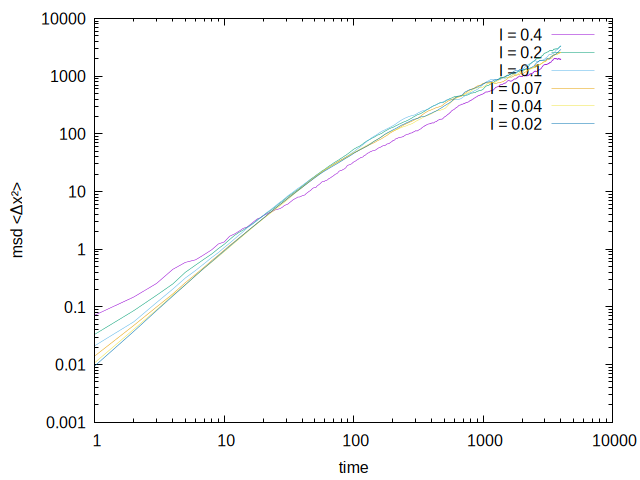 10000
1000
100
10
1
0.1
0.01
0.001
msd <Δx²>
l = 0.4
l = 0.2
l = 0.1
l = 0.07
l = 0.04
l = 0.02
1 10 100 1000 10000
time